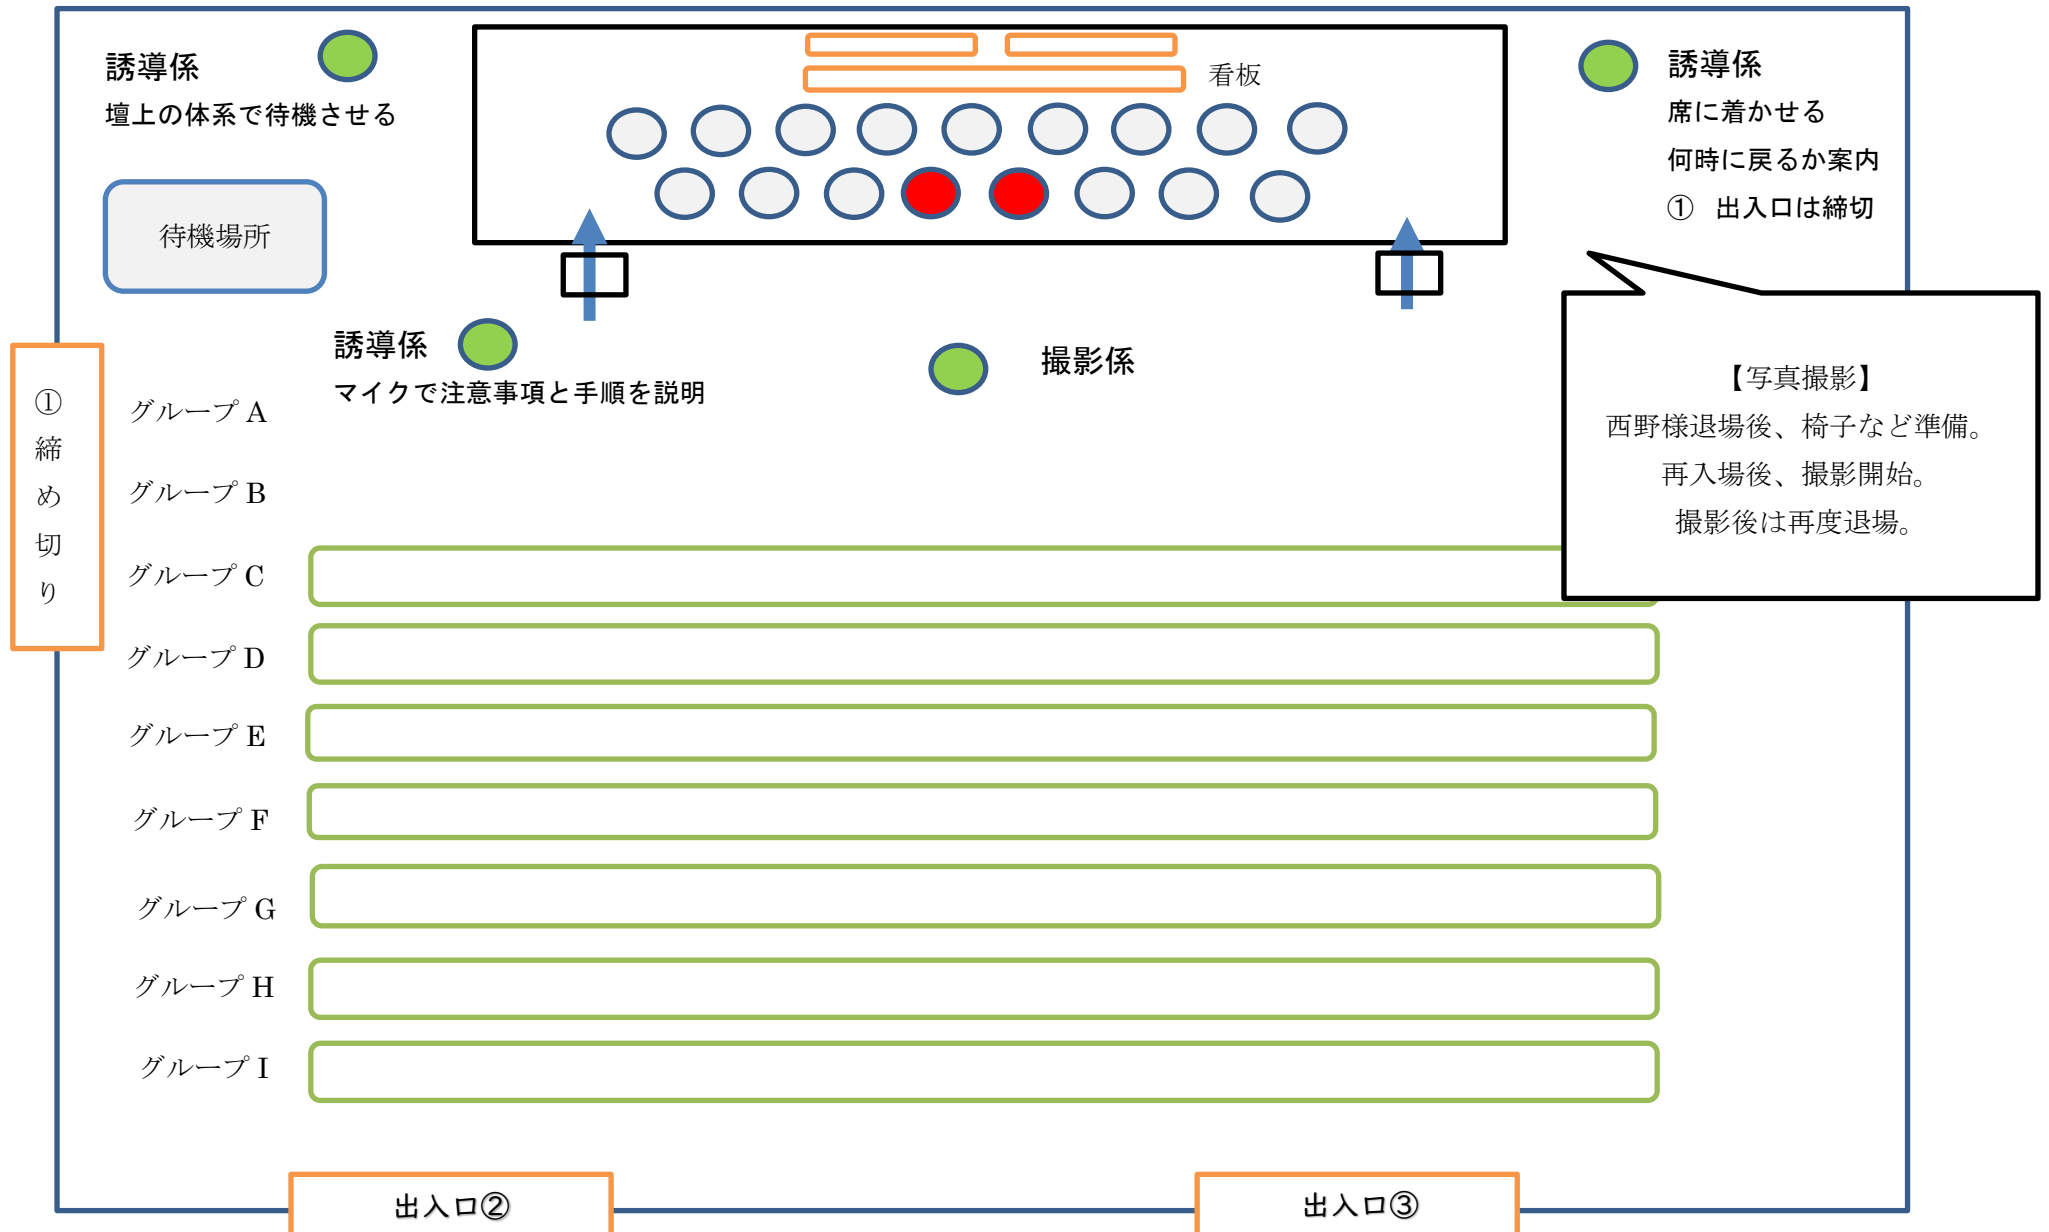 誘導係
壇上の体系で待機させる
待機場所
看板
誘導係
席に着かせる
何時に戻るか案内
① 出入口は締切
誘導係
マイクで注意事項と手順を説明
撮影係
【写真撮影】
西野様退場後、椅子など準備。
再入場後、撮影開始。
撮影後は再度退場。
①締め切り
グループ A
グループ B
グループ C
グループ D
グループ E
グループ F
グループ G
グループ H
グループ I
出入口②
出入口③